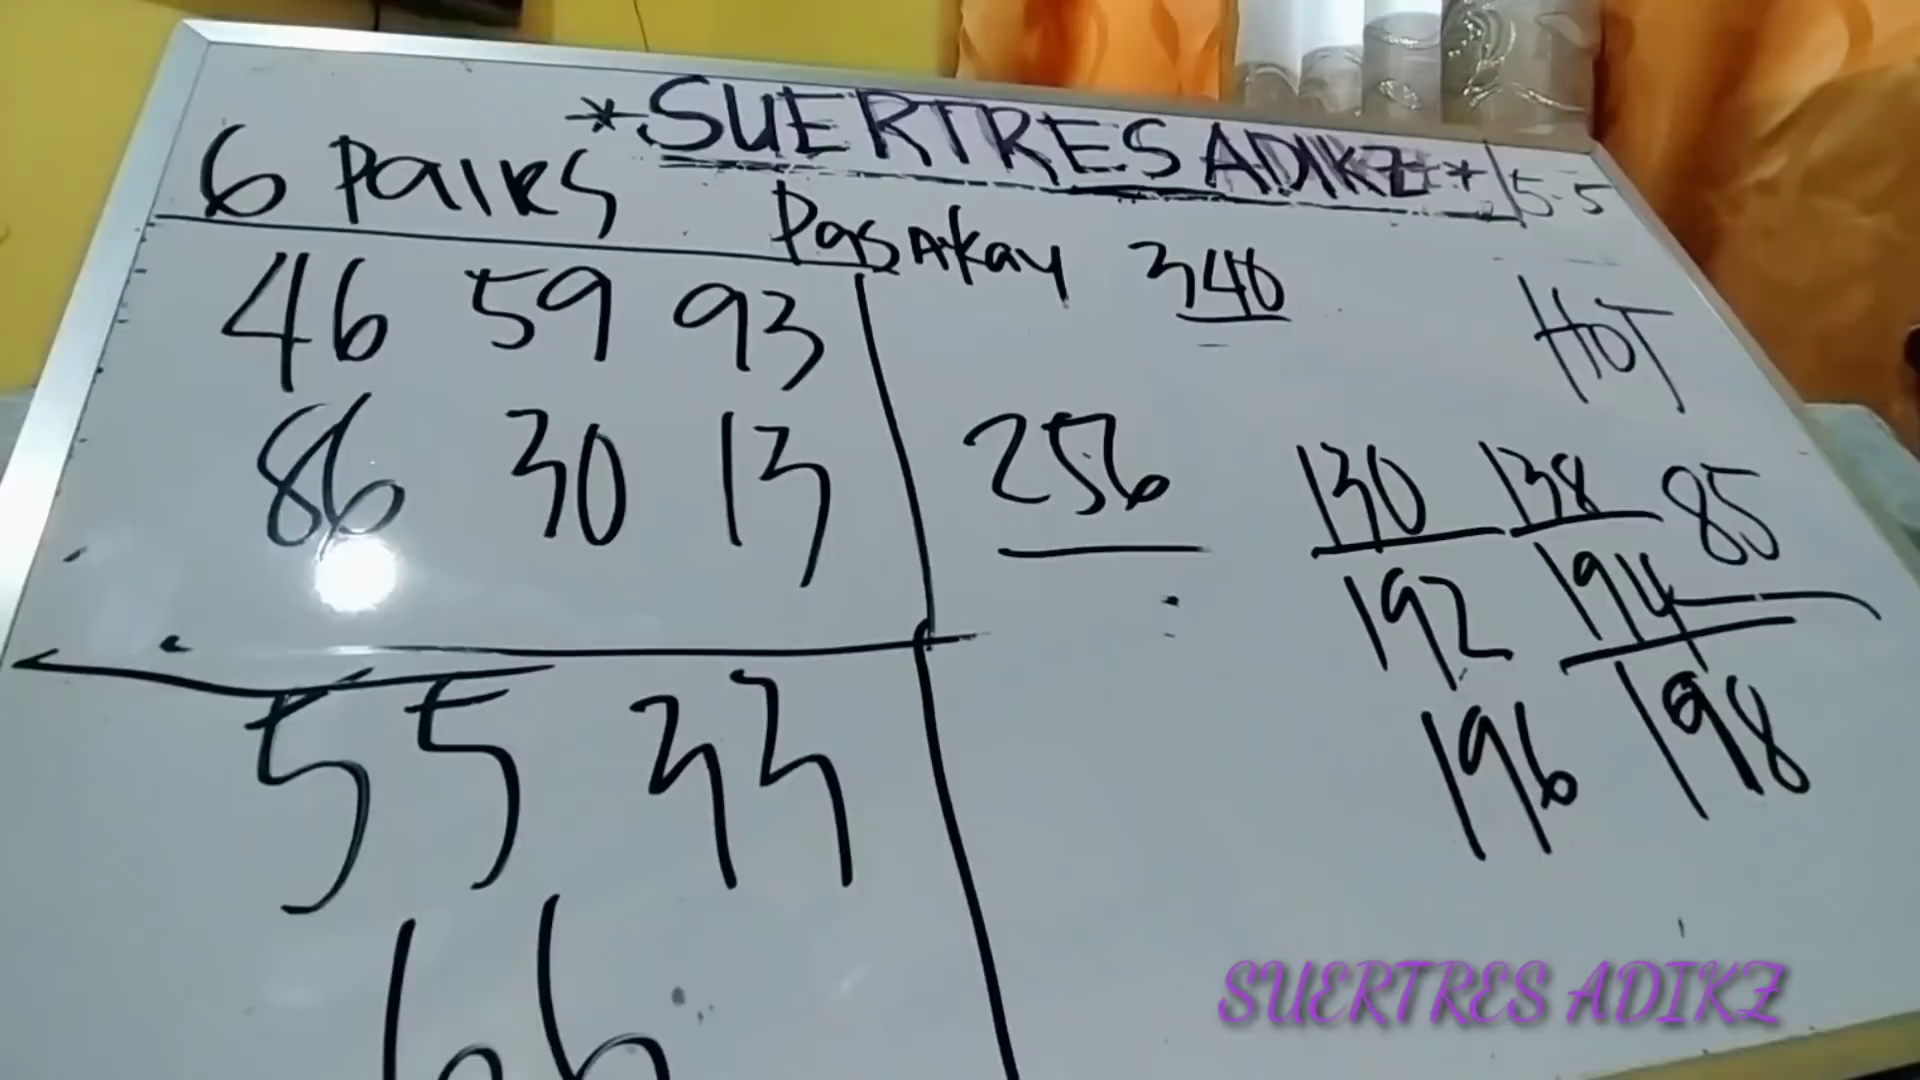 *SUERTRES ADIKZ*
15-5
6 PAIRS
PASAKAY 340
46 59 93
86 30 13
256
HOT
130 138 85
192 194
196 198
55 33
66
SUERTRES ADIKZ